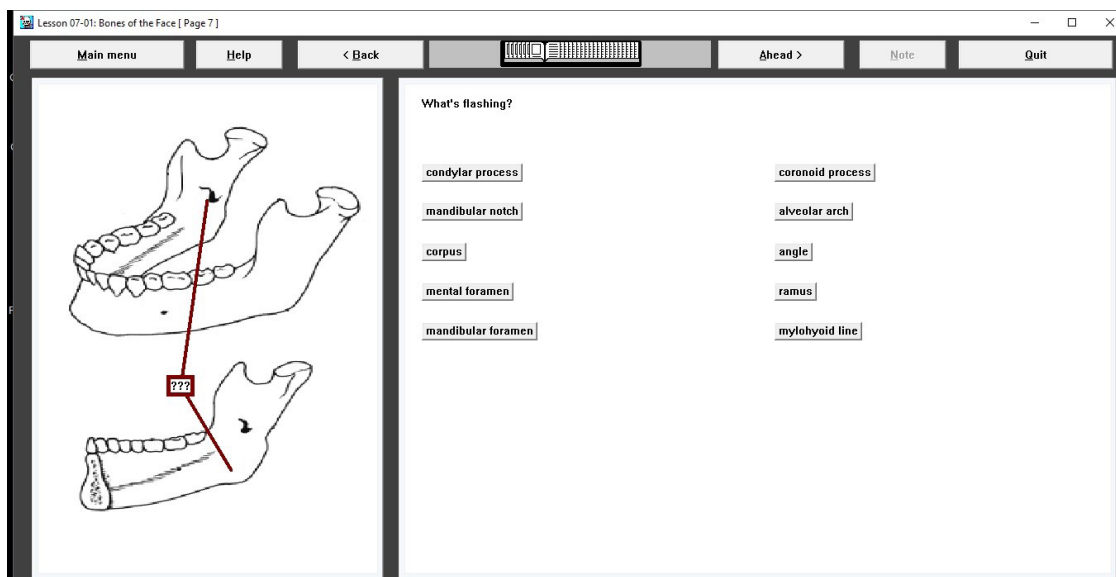 Lesson 07-01: Bones of the Face [ Page 7 ]
Main menu Help < Back Ahead > Note Quit
What's flashing?
condylar process coronoid process
mandibular notch alveolar arch
corpus angle
mental foramen ramus
mandibular foramen mylohyoid line
???